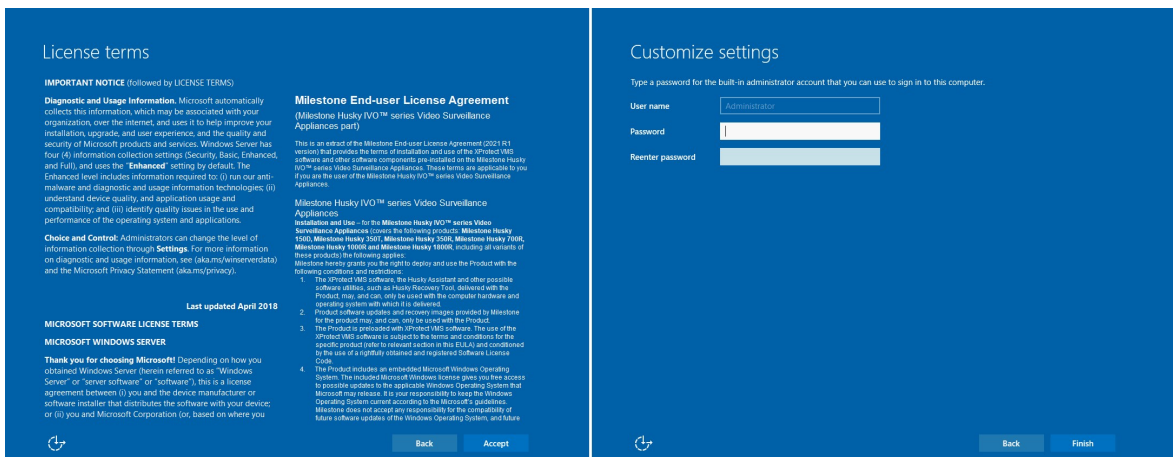 License terms
IMPORTANT NOTICE (followed by LICENSE TERMS)
Diagnostic and Usage Information. Microsoft automatically
collects this information, which may be associated with your
organization, over the internet, and uses it to help improve your
installation, upgrade, and user experience, and the quality and
security of Microsoft products and services. Windows Server has
four (4) information collection settings (Security, Basic, Enhanced,
and Full), and uses the "Enhanced" setting by default. The
Enhanced level includes information required to: (i) run our anti-
malware and diagnostic and usage information technologies; (ii)
understand device quality, and application usage and
compatibility; and (iii) identify quality issues in the use and
performance of the operating system and applications.
Choice and Control: Administrators can change the level of
information collection through Settings. For more information
on diagnostic and usage information, see (aka.ms/winserverdata)
and the Microsoft Privacy Statement (aka.ms/privacy).
Last updated April 2018
MICROSOFT SOFTWARE LICENSE TERMS
MICROSOFT WINDOWS SERVER
Thank you for choosing Microsoft! Depending on how you
obtained Windows Server (herein referred to as "Windows
Server" or "server software" or "software"), this is a license
agreement between (i) you and the device manufacturer or
software installer that distributes the software with your device;
or (ii) you and Microsoft Corporation (or, based on where you
Milestone End-user License Agreement
(Milestone Husky IVO™ series Video Surveillance
Appliances part)
This is an extract of the Milestone End-user License Agreement (2021 R1
version) that provides the terms of installation and use of the XProtect VMS
software and other software components pre-installed on the Milestone Husky
IVO™ series Video Surveillance Appliances. These terms are applicable to you
if you are the user of the Milestone Husky IVO™ series Video Surveillance
Appliances.
Milestone Husky IVO™ series Video Surveillance
Appliances
Installation and Use – for the Milestone Husky IVO™ series Video
Surveillance Appliances (covers the following products: Milestone Husky
150D, Milestone Husky 350T, Milestone Husky 350R, Milestone Husky 700R,
Milestone Husky 1000R and Milestone Husky 1800R, including all variants of
these products) the following applies:
Milestone hereby grants you the right to deploy and use the Product with the
following conditions and restrictions:
1. The XProtect VMS software, the Husky Assistant and other possible
software utilities, such as Husky Recovery Tool, delivered with the
Product, may, and can, only be used with the computer hardware and
operating system with which it is delivered.
2. Product software updates and recovery images provided by Milestone
for the product may, and can, only be used with the Product.
3. The Product is preloaded with XProtect VMS software. The use of the
XProtect VMS software is subject to the terms and conditions for the
specific product (refer to relevant section in this EULA) and conditioned
by the use of a rightfully obtained and registered Software License
Code.
4. The Product includes an embedded Microsoft Windows Operating
System. The included Microsoft Windows license gives you free access
to possible updates to the applicable Windows Operating System that
Microsoft may release. It is your responsibility to keep the Windows
Operating System current according to the Microsoft's guidelines.
Milestone does not accept any responsibility for the compatibility of
future software updates of the Windows Operating System, and future
Back
Accept
Customize settings
Type a password for the built-in administrator account that you can use to sign in to this computer.
User name
Administrator
Password
Reenter password
Back
Finish